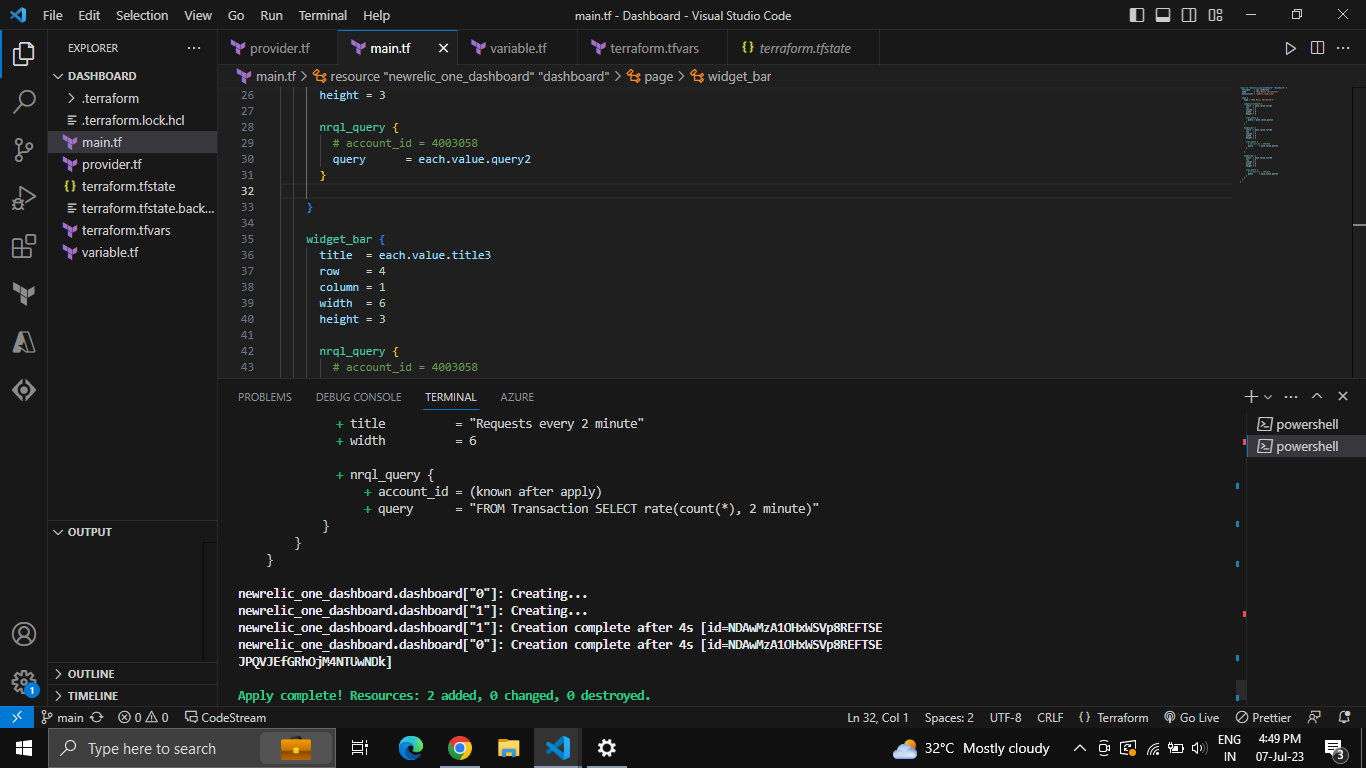 File Edit Selection View Go Run Terminal Help
main.tf - Dashboard - Visual Studio Code
EXPLORER
DASHBOARD
.terraform
.terraform.lock.hcl
main.tf
provider.tf
terraform.tfstate
terraform.tfstate.back...
terraform.tfvars
variable.tf
OUTPUT
OUTLINE
TIMELINE
provider.tf main.tf variable.tf terraform.tfvars terraform.tfstate
main.tf > resource "newrelic_one_dashboard" "dashboard" > page > widget_bar
26 height = 3
27
28 nrql_query {
29 # account_id = 4003058
30 query = each.value.query2
31 }
32
33 }
34
35 widget_bar {
36 title = each.value.title3
37 row = 4
38 column = 1
39 width = 6
40 height = 3
41
42 nrql_query {
43 # account_id = 4003058
PROBLEMS DEBUG CONSOLE TERMINAL AZURE
+ title = "Requests every 2 minute"
+ width = 6
+ nrql_query {
+ account_id = (known after apply)
+ query = "FROM Transaction SELECT rate(count(*), 2 minute)"
}
}
}
newrelic_one_dashboard.dashboard["0"]: Creating...
newrelic_one_dashboard.dashboard["1"]: Creating...
newrelic_one_dashboard.dashboard["1"]: Creation complete after 4s [id=NDAwMzA1OHxWSVp8REFTSE
newrelic_one_dashboard.dashboard["0"]: Creation complete after 4s [id=NDAwMzA1OHxWSVp8REFTSE
JPQVJEfGRhOjM4NTUwNDk]
Apply complete! Resources: 2 added, 0 changed, 0 destroyed.
powershell
powershell
1
main 0 0 CodeStream Ln 32, Col 1 Spaces: 2 UTF-8 CRLF {} Terraform Go Live Prettier
Type here to search
32°C Mostly cloudy
ENG
IN
4:49 PM
07-Jul-23
3